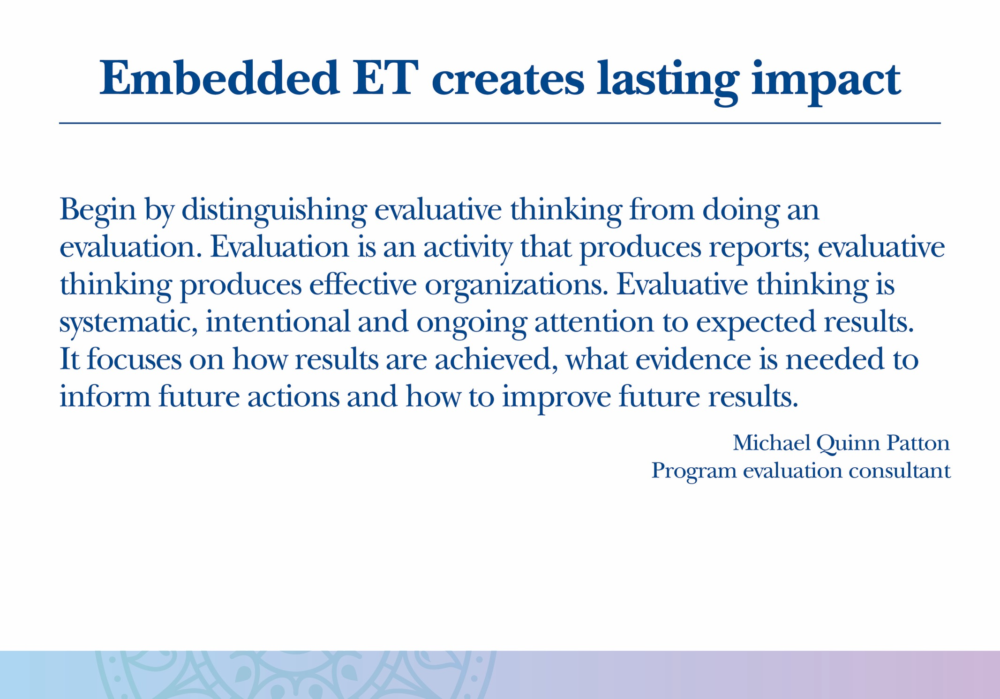 Embedded ET creates lasting impact
Begin by distinguishing evaluative thinking from doing an
evaluation. Evaluation is an activity that produces reports; evaluative
thinking produces effective organizations. Evaluative thinking is
systematic, intentional and ongoing attention to expected results.
It focuses on how results are achieved, what evidence is needed to
inform future actions and how to improve future results.
Michael Quinn Patton
Program evaluation consultant